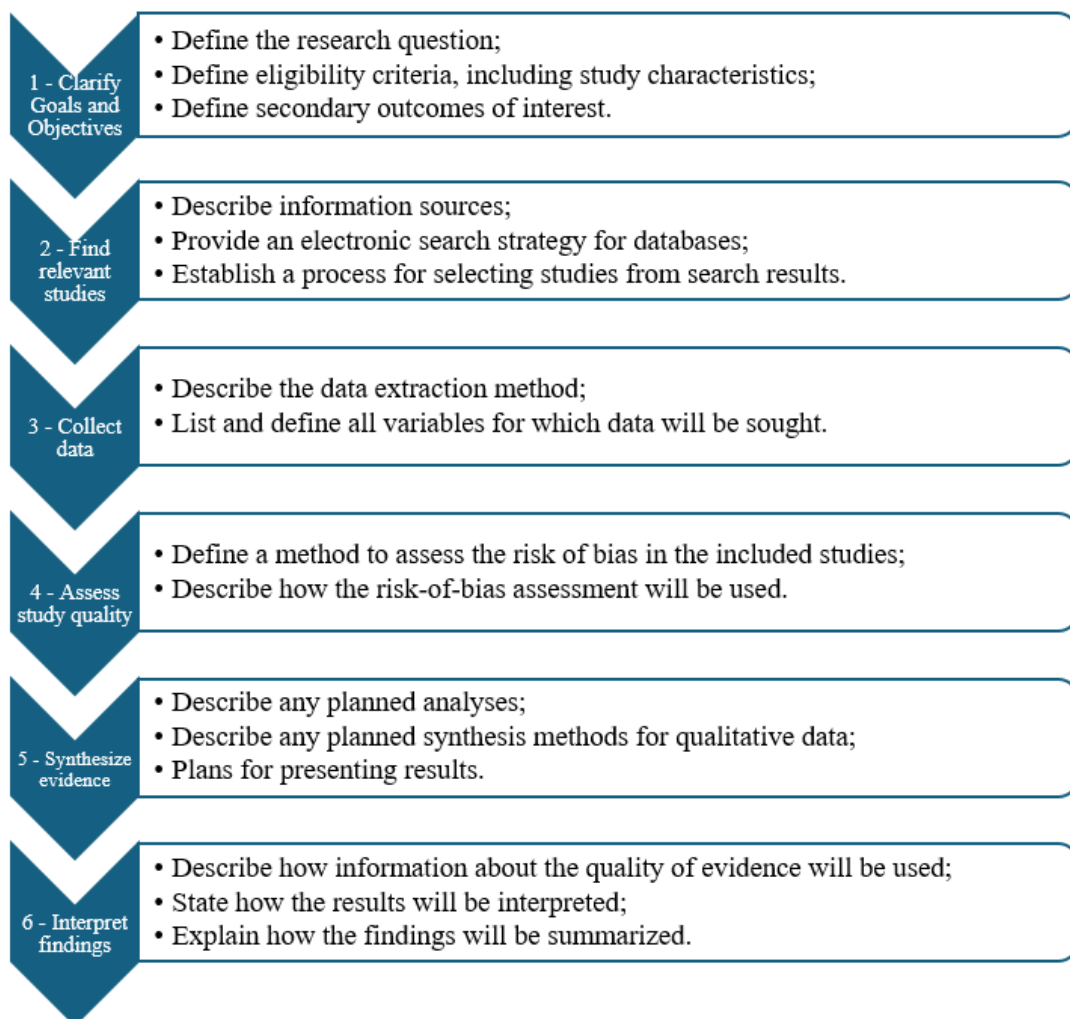 1 - Clarify
Goals and
Objectives
• Define the research question;
• Define eligibility criteria, including study characteristics;
• Define secondary outcomes of interest.
2 - Find
relevant
studies
• Describe information sources;
• Provide an electronic search strategy for databases;
• Establish a process for selecting studies from search results.
3 - Collect
data
• Describe the data extraction method;
• List and define all variables for which data will be sought.
4 - Assess
study quality
• Define a method to assess the risk of bias in the included studies;
• Describe how the risk-of-bias assessment will be used.
5 - Synthesize
evidence
• Describe any planned analyses;
• Describe any planned synthesis methods for qualitative data;
• Plans for presenting results.
6 - Interpret
findings
• Describe how information about the quality of evidence will be used;
• State how the results will be interpreted;
• Explain how the findings will be summarized.